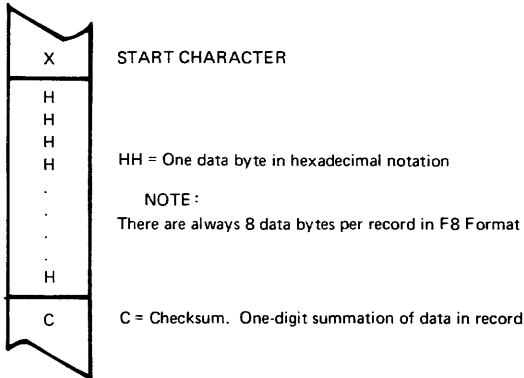 X START CHARACTER
H
H
H
H HH = One data byte in hexadecimal notation
. NOTE:
. There are always 8 data bytes per record in F8 Format
.
.
H
C C = Checksum. One-digit summation of data in record